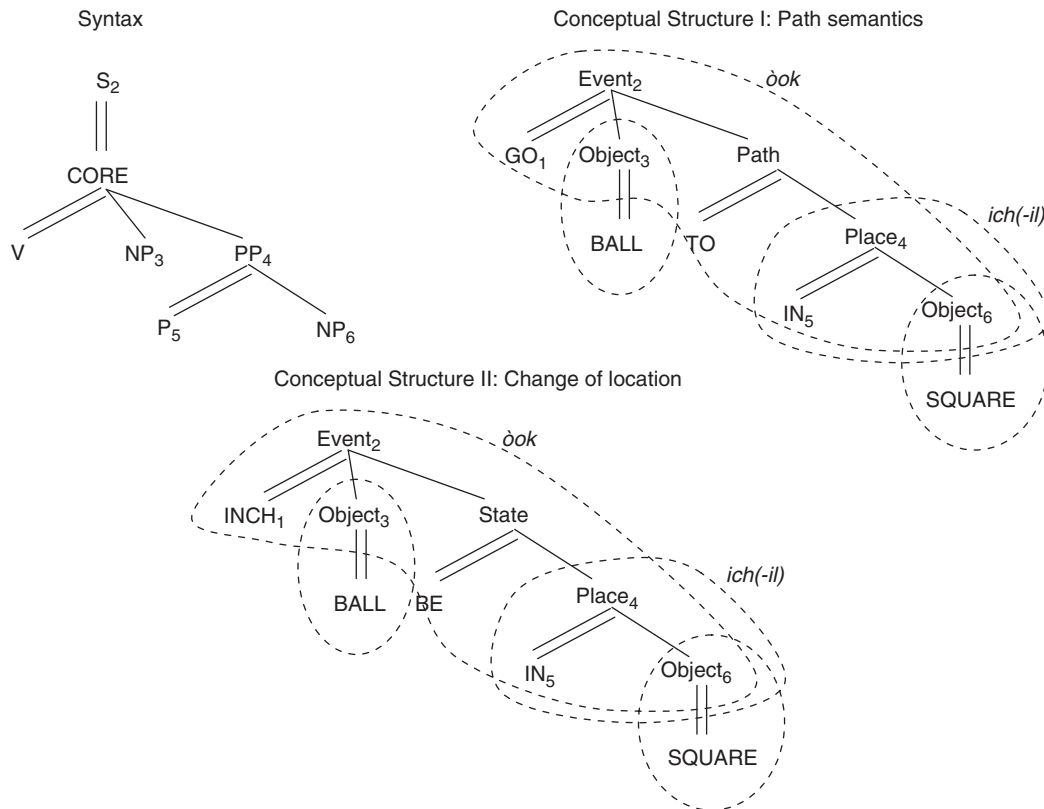 Syntax
S2
CORE
V NP3 PP4
P5 NP6
Conceptual Structure I: Path semantics
òok
Event2
GO1 Object3 Path
ich(-il)
BALL TO Place4
IN5 Object6
SQUARE
Conceptual Structure II: Change of location
òok
Event2
INCH1 Object3 State
ich(-il)
BALL BE Place4
IN5 Object6
SQUARE